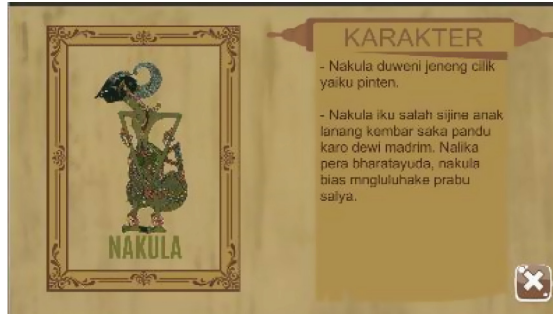 KARAKTER
- Nakula duweni jeneng cilik
yaiku pinten.
- Nakula iku salah sijine anak
lanang kembar saka pandu
karo dewi madrim. Nalika
pera bharatayuda, nakula
bias mngluluhake prabu
salya.
NAKULA